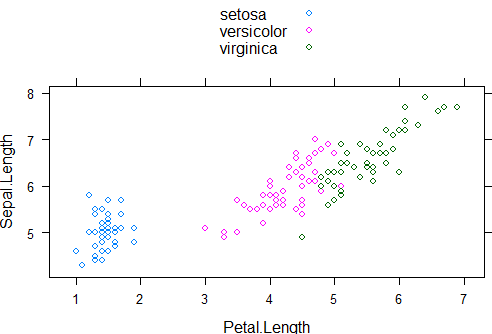 setosa
versicolor
virginica
8
7
6
5
Sepal.Length
1 2 3 4 5 6 7
Petal.Length